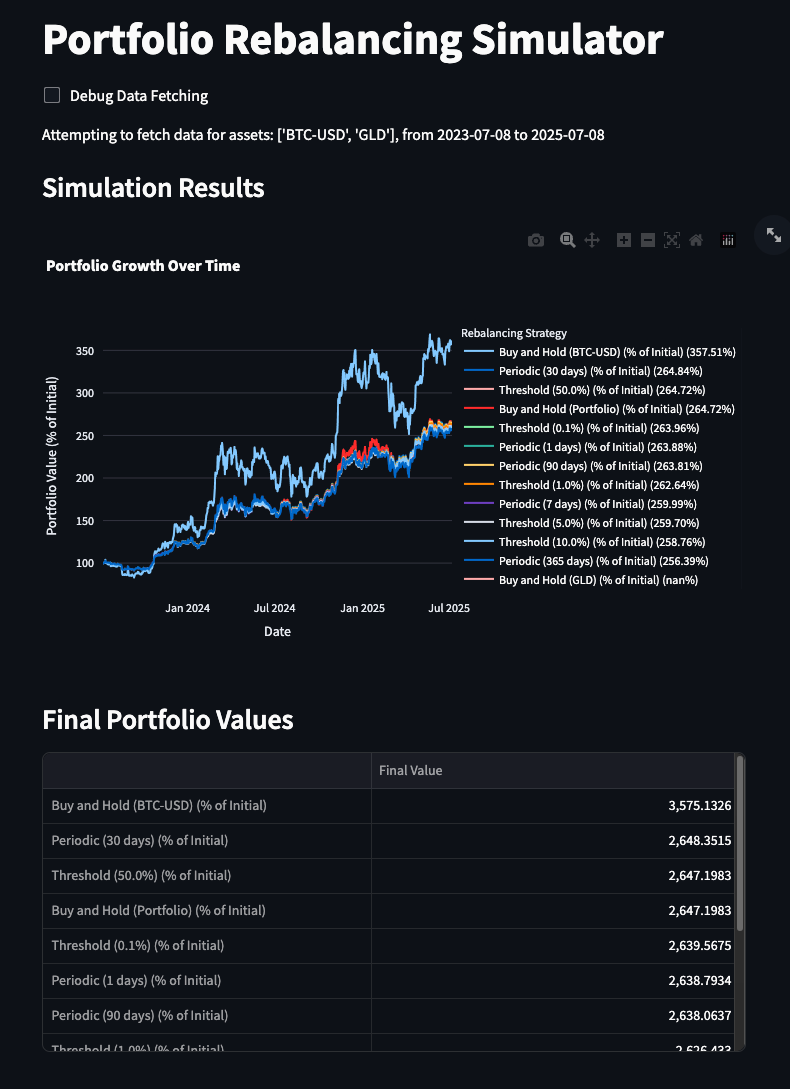 Portfolio Rebalancing Simulator
Debug Data Fetching
Attempting to fetch data for assets: ['BTC-USD', 'GLD'], from 2023-07-08 to 2025-07-08
Simulation Results
Portfolio Growth Over Time
Rebalancing Strategy
Buy and Hold (BTC-USD) (% of Initial) (357.51%)
Periodic (30 days) (% of Initial) (264.84%)
Threshold (50.0%) (% of Initial) (264.72%)
Buy and Hold (Portfolio) (% of Initial) (264.72%)
Threshold (0.1%) (% of Initial) (263.96%)
Periodic (1 days) (% of Initial) (263.88%)
Periodic (90 days) (% of Initial) (263.81%)
Threshold (1.0%) (% of Initial) (262.64%)
Periodic (7 days) (% of Initial) (259.99%)
Threshold (5.0%) (% of Initial) (259.70%)
Threshold (10.0%) (% of Initial) (258.76%)
Periodic (365 days) (% of Initial) (256.39%)
Buy and Hold (GLD) (% of Initial) (nan%)
Portfolio Value (% of Initial)
350
300
250
200
150
100
Jan 2024 Jul 2024 Jan 2025 Jul 2025
Date
Final Portfolio Values
Final Value
Buy and Hold (BTC-USD) (% of Initial) 3,575.1326
Periodic (30 days) (% of Initial) 2,648.3515
Threshold (50.0%) (% of Initial) 2,647.1983
Buy and Hold (Portfolio) (% of Initial) 2,647.1983
Threshold (0.1%) (% of Initial) 2,639.5675
Periodic (1 days) (% of Initial) 2,638.7934
Periodic (90 days) (% of Initial) 2,638.0637
Threshold (1.0%) (% of Initial) 2,626.433